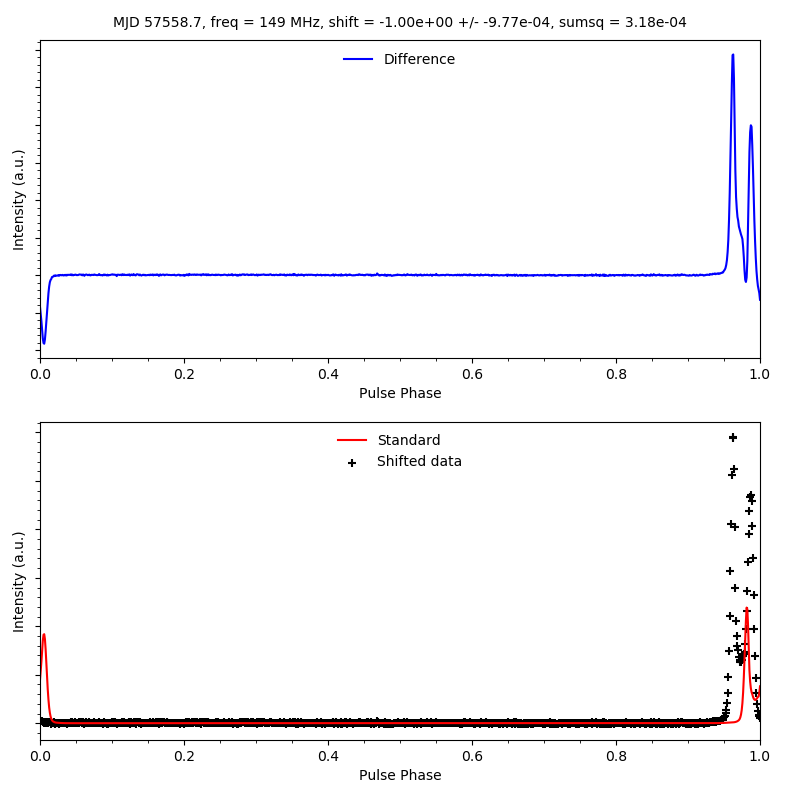 MJD 57558.7, freq = 149 MHz, shift = -1.00e+00 +/- -9.77e-04, sumsq = 3.18e-04
Difference
Intensity (a.u.)
0.0 0.2 0.4 0.6 0.8 1.0
Pulse Phase
Standard
Shifted data
Intensity (a.u.)
0.0 0.2 0.4 0.6 0.8 1.0
Pulse Phase